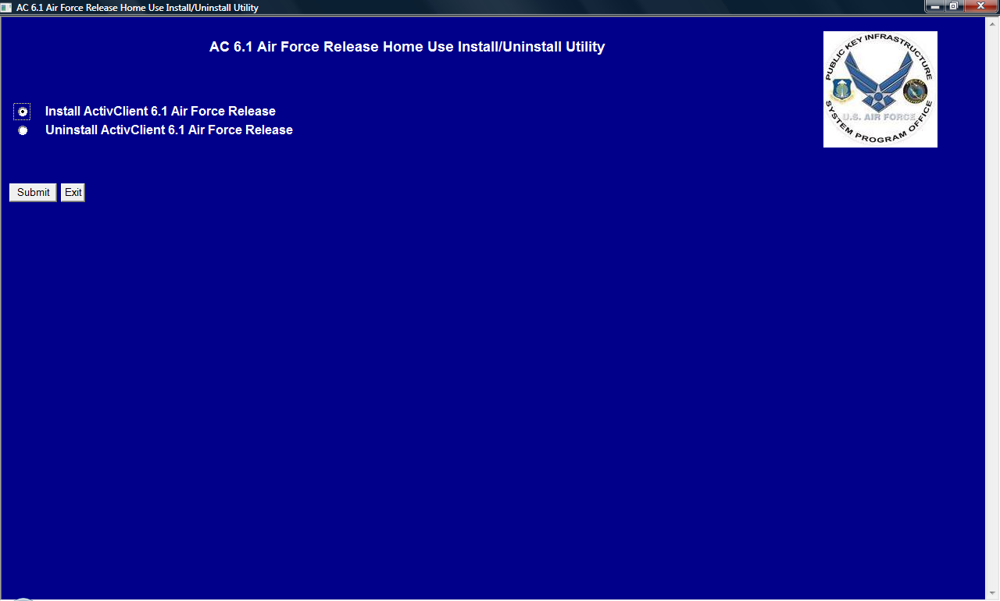 AC 6.1 Air Force Release Home Use Install/Uninstall Utility
AC 6.1 Air Force Release Home Use Install/Uninstall Utility
PUBLIC KEY INFRASTRUCTURE
U.S. AIR FORCE
SYSTEM PROGRAM OFFICE
Install ActivClient 6.1 Air Force Release
Uninstall ActivClient 6.1 Air Force Release
Submit Exit